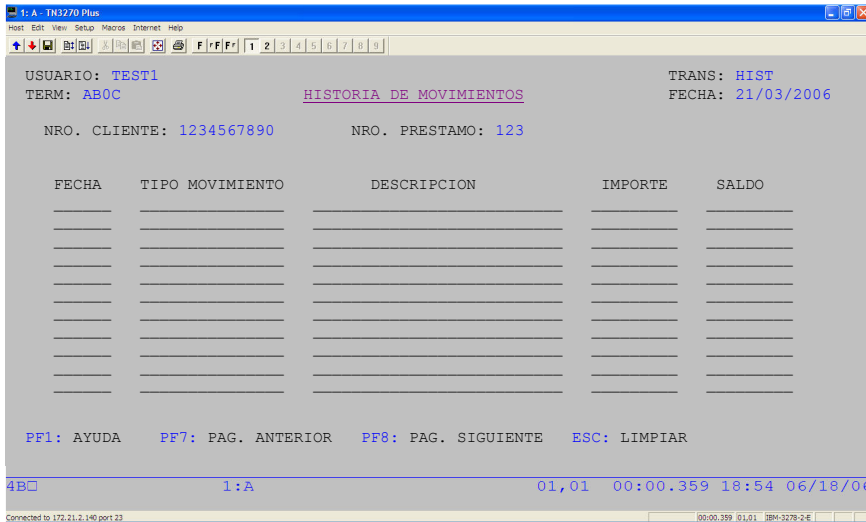 1: A - TN3270 Plus
Host Edit View Setup Macros Internet Help
F F F F 1 2 3 4 5 6 7 8 9
USUARIO: TEST1 TRANS: HIST
TERM: AB0C HISTORIA DE MOVIMIENTOS FECHA: 21/03/2006
NRO. CLIENTE: 1234567890 NRO. PRESTAMO: 123
FECHA TIPO MOVIMIENTO DESCRIPCION IMPORTE SALDO
PF1: AYUDA PF7: PAG. ANTERIOR PF8: PAG. SIGUIENTE ESC: LIMPIAR
4B□ 1:A 01,01 00:00.359 18:54 06/18/06
Connected to 172.21.2.140 port 23 00:00.359 01,01 IBM-3278-2-E